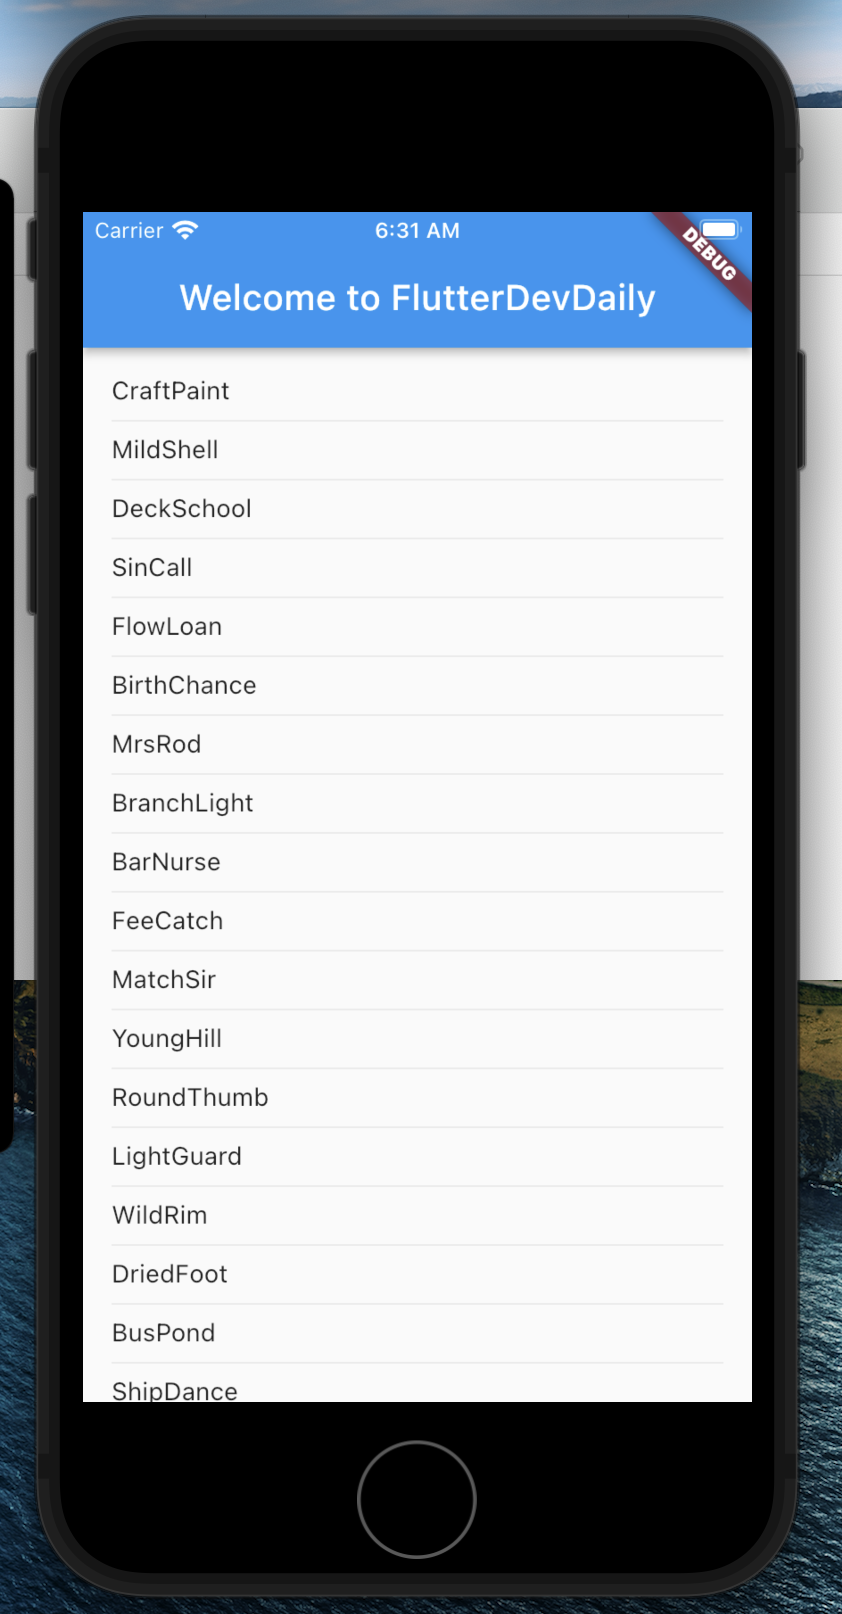 Carrier 6:31 AM
DEBUG
Welcome to FlutterDevDaily
CraftPaint
MildShell
DeckSchool
SinCall
FlowLoan
BirthChance
MrsRod
BranchLight
BarNurse
FeeCatch
MatchSir
YoungHill
RoundThumb
LightGuard
WildRim
DriedFoot
BusPond
ShipDance